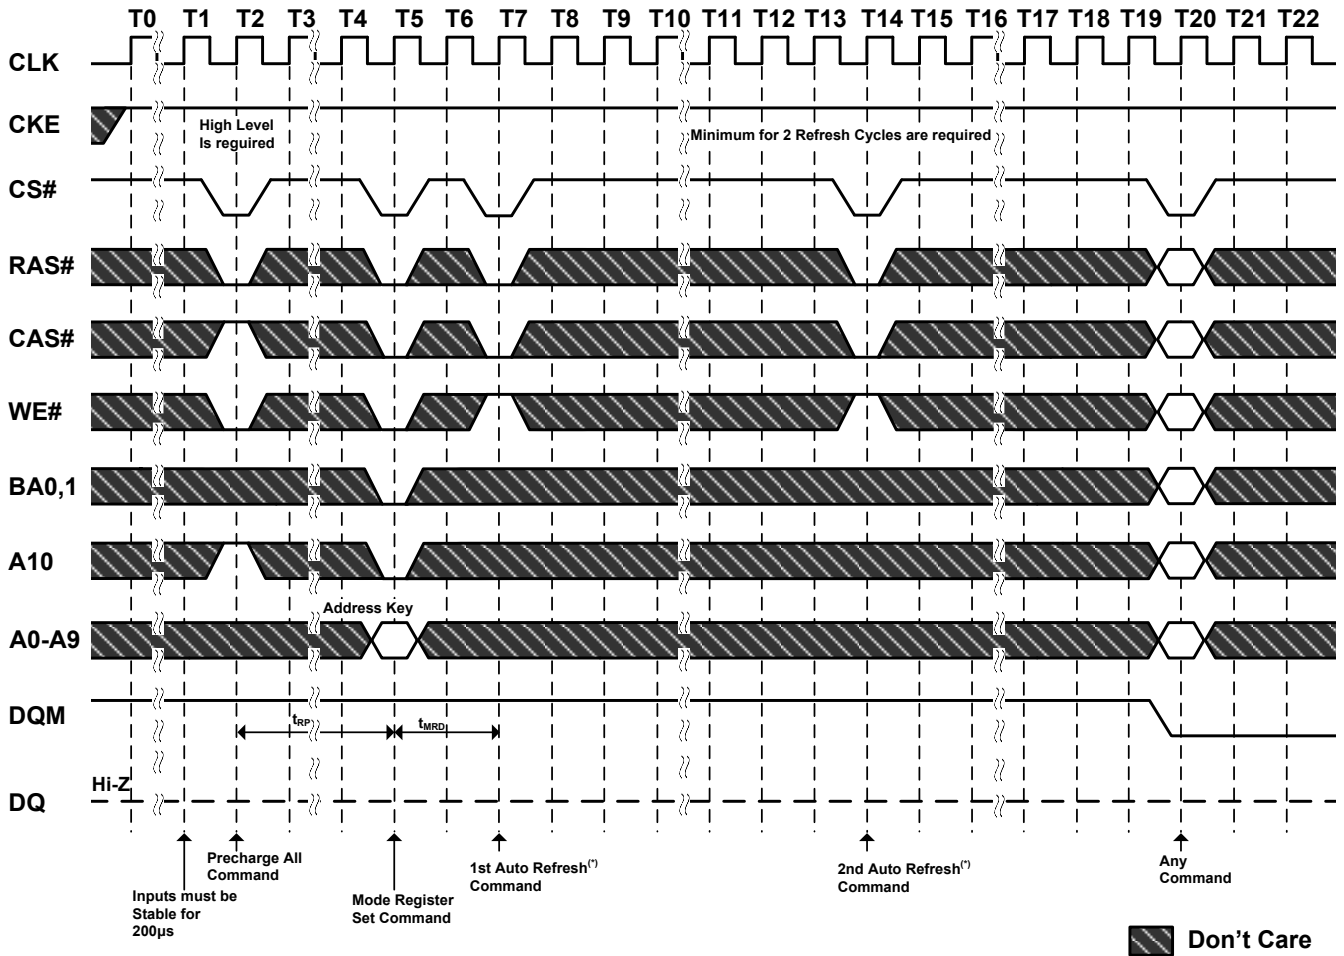 T0 T1 T2 T3 T4 T5 T6 T7 T8 T9 T10 T11 T12 T13 T14 T15 T16 T17 T18 T19 T20 T21 T22
CLK
CKE
High Level
Is reguired
Minimum for 2 Refresh Cycles are required
CS#
RAS#
CAS#
WE#
BA0,1
A10
Address Key
A0-A9
DQM
tRP
tMRD
Hi-Z
DQ
Inputs must be
Stable for
200µs
Precharge All
Command
Mode Register
Set Command
1st Auto Refresh(*)
Command
2nd Auto Refresh(*)
Command
Any
Command
Don't Care